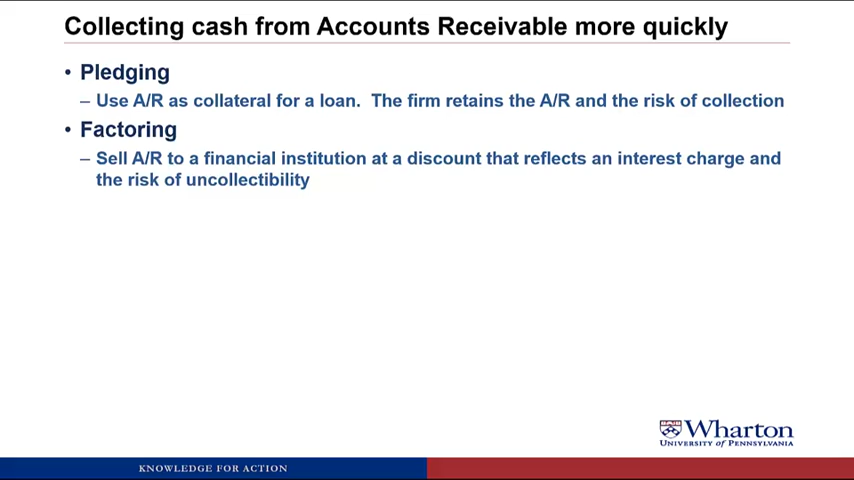 Collecting cash from Accounts Receivable more quickly
• Pledging
– Use A/R as collateral for a loan. The firm retains the A/R and the risk of collection
• Factoring
– Sell A/R to a financial institution at a discount that reflects an interest charge and
the risk of uncollectibility
Wharton
UNIVERSITY of PENNSYLVANIA
KNOWLEDGE FOR ACTION